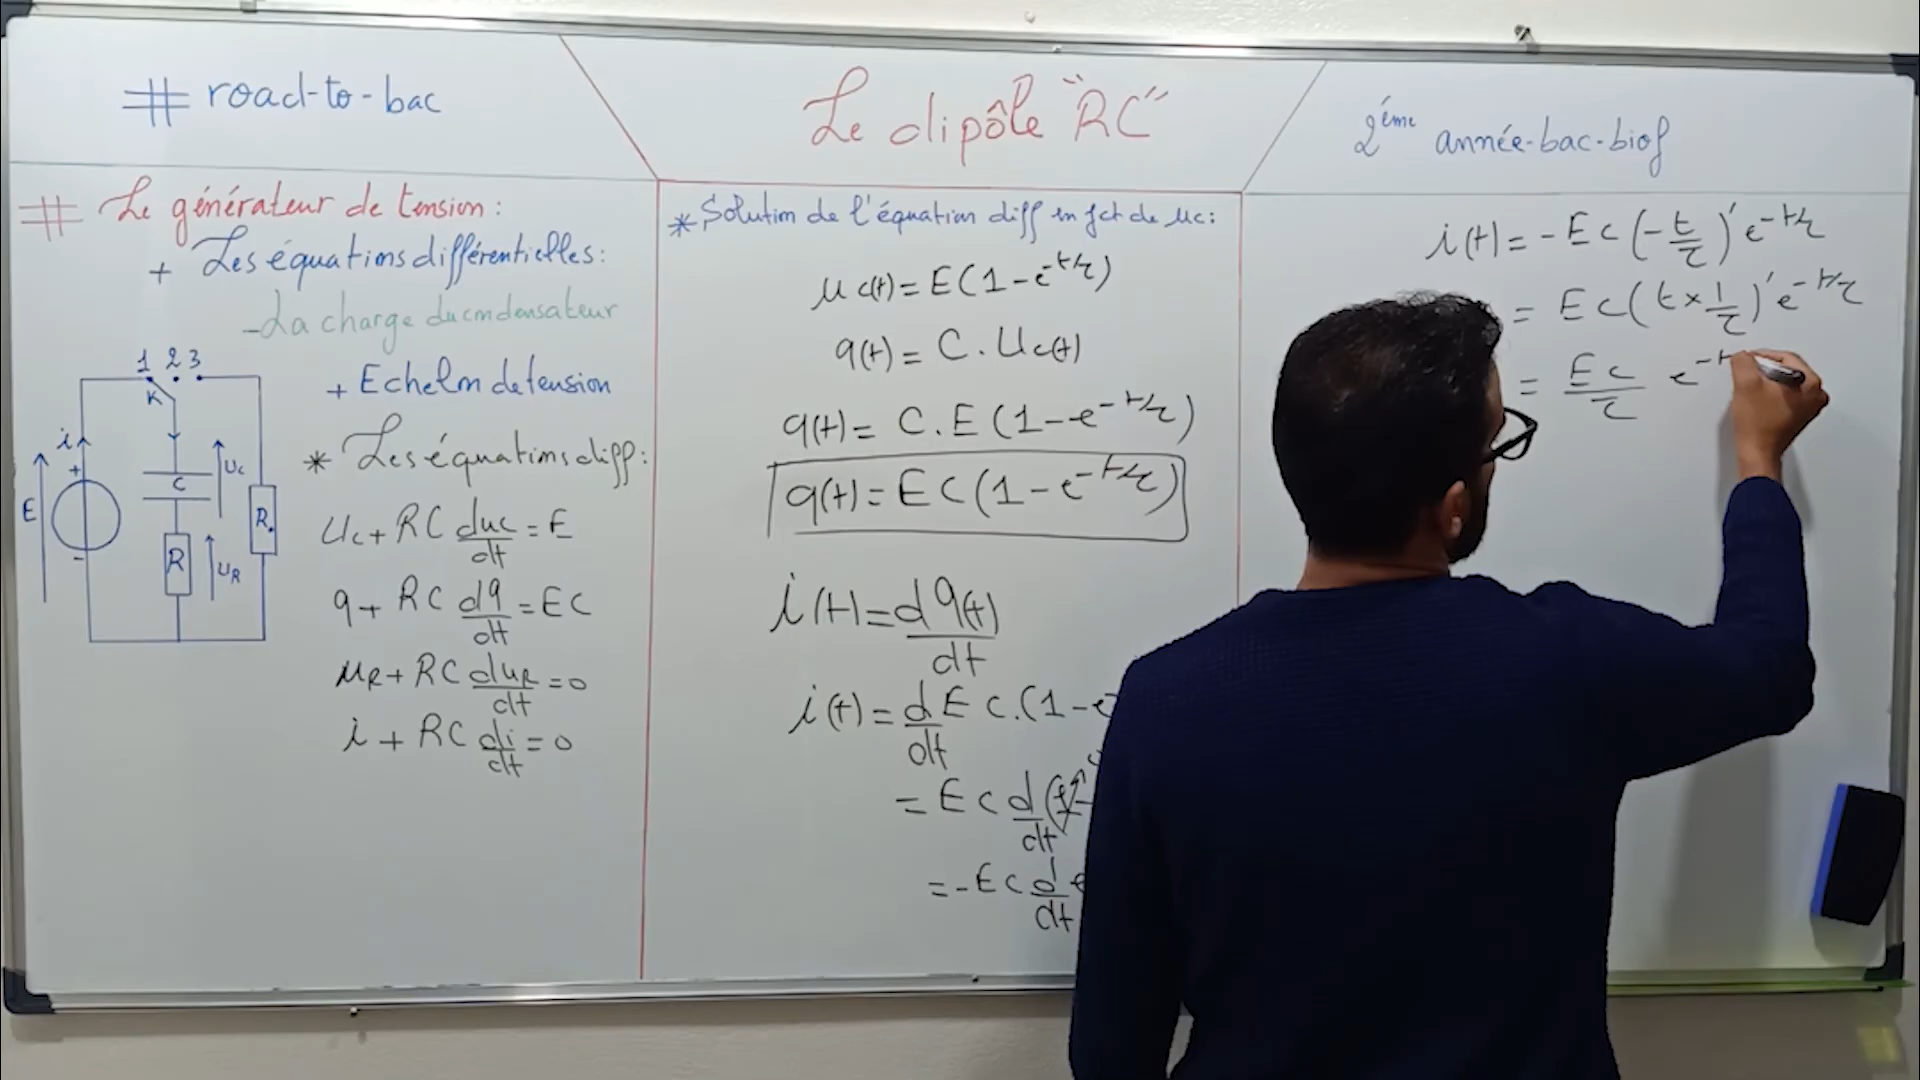 # road-to-bac
Le dipôle "RC"
2ème année-bac-biof
# Le générateur de tension :
+ Les équations différentielles :
- La charge du condensateur
+ Echelon de tension
* Les équations diff :
1 2 3
K
i
+
E
-
C
uc
R
uR
R.
uc + RC duc/dt = E
q + RC dq/dt = EC
uR + RC duR/dt = 0
i + RC di/dt = 0
* Solution de l'équation diff en fct de uc :
uc(t) = E(1 - e^-t/τ)
q(t) = C . Uc(t)
q(t) = C . E (1 - e^-t/τ)
q(t) = EC (1 - e^-t/τ)
i(t) = dq(t)/dt
i(t) = d/dt E C . (1 - e
= E C d/dt (1 -
= - E C d/dt e
i(t) = - E C (- t/τ)' e^-t/τ
= E C (t × 1/τ)' e^-t/τ
= EC/τ e^-t